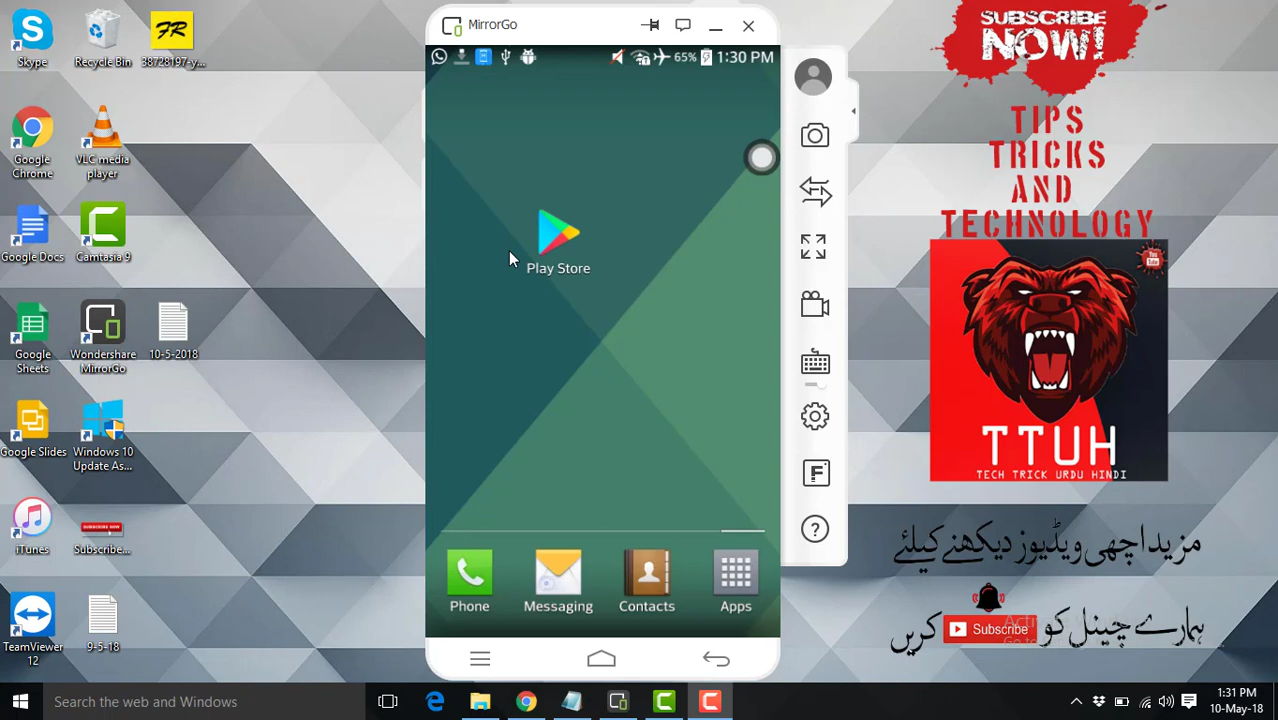 MirrorGo
65% 1:30 PM
Play Store
Phone
Messaging
Contacts
Apps
Skype
Recycle Bin
38728197-y...
Google
Chrome
VLC media
player
Google Docs
Camtasia 9
Google
Sheets
Wondershare
MirrorGo
10-5-2018
Google Slides
Windows 10
Update As...
iTunes
Subscribe...
TeamViewer
12
9-5-18
SUBSCRIBE
NOW!
TIPS
TRICKS
AND
TECHNOLOGY
TTUH
TECH TRICK URDU HINDI
مزید اچھی ویڈیوز دیکھنے کیلئے
ہمارے چینل کو Subscribe کریں
Search the web and Windows
1:31 PM
10-May-18